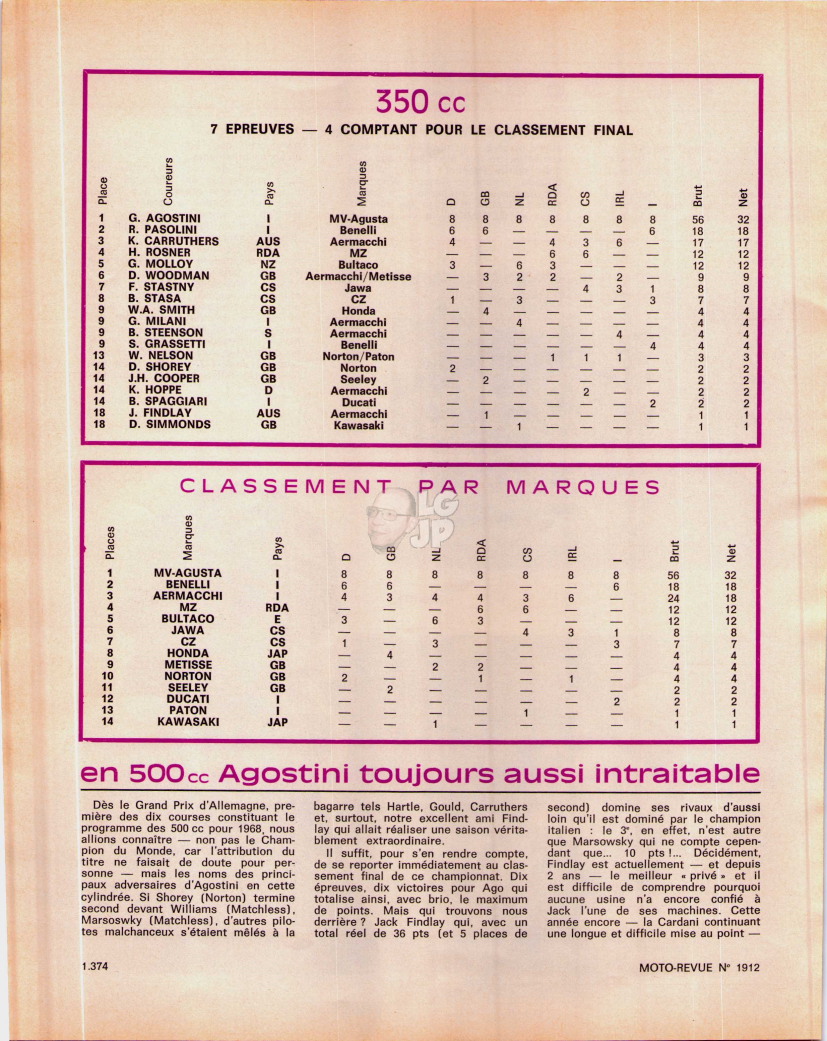 350 cc
7 EPREUVES — 4 COMPTANT POUR LE CLASSEMENT FINAL
Place Coureurs Pays Marques D GB NL RDA CS IRL I Brut Net
1 G. AGOSTINI I MV-Agusta 8 8 8 8 8 8 8 56 32
2 R. PASOLINI I Benelli 6 6 — — — — 6 18 18
3 K. CARRUTHERS AUS Aermacchi 4 — — 4 3 6 — 17 17
4 H. ROSNER RDA MZ — — — 6 6 — — 12 12
5 G. MOLLOY NZ Bultaco 3 — 6 3 — — — 12 12
6 D. WOODMAN GB Aermacchi/Metisse — 3 2 2 — 2 — 9 9
7 F. STASTNY CS Jawa — — — — 4 3 1 8 8
8 B. STASA CS CZ 1 — 3 — — — 3 7 7
9 W.A. SMITH GB Honda — 4 — — — — — 4 4
9 G. MILANI I Aermacchi — — 4 — — — — 4 4
9 B. STEENSON S Aermacchi — — — — — 4 — 4 4
9 S. GRASSETTI I Benelli — — — — — — 4 4 4
13 W. NELSON GB Norton/Paton — — — 1 1 1 — 3 3
14 D. SHOREY GB Norton 2 — — — — — — 2 2
14 J.H. COOPER GB Seeley — 2 — — — — — 2 2
14 K. HOPPE D Aermacchi — — — — 2 — — 2 2
14 B. SPAGGIARI I Ducati — — — — — — 2 2 2
18 J. FINDLAY AUS Aermacchi — 1 — — — — — 1 1
18 D. SIMMONDS GB Kawasaki — — 1 — — — — 1 1
CLASSEMENT PAR MARQUES
LG
JP
Places Marques Pays D GB NL RDA CS IRL I Brut Net
1 MV-AGUSTA I 8 8 8 8 8 8 8 56 32
2 BENELLI I 6 6 — — — — 6 18 18
3 AERMACCHI I 4 3 4 4 3 6 — 24 18
4 MZ RDA — — — 6 6 — — 12 12
5 BULTACO E 3 — 6 3 — — — 12 12
6 JAWA CS — — — — 4 3 1 8 8
7 CZ CS 1 — 3 — — — 3 7 7
8 HONDA JAP — 4 — — — — — 4 4
9 METISSE GB — — 2 2 — — — 4 4
10 NORTON GB 2 — — 1 — 1 — 4 4
11 SEELEY GB — 2 — — — — — 2 2
12 DUCATI I — — — — — — 2 2 2
13 PATON I — — — — 1 — — 1 1
14 KAWASAKI JAP — — 1 — — — — 1 1
en 500cc Agostini toujours aussi intraitable
Dès le Grand Prix d'Allemagne, pre-
mière des dix courses constituant le
programme des 500 cc pour 1968, nous
allions connaître — non pas le Cham-
pion du Monde, car l'attribution du
titre ne faisait de doute pour per-
sonne — mais les noms des princi-
paux adversaires d'Agostini en cette
cylindrée. Si Shorey (Norton) termine
second devant Williams (Matchless),
Marsoswky (Matchless), d'autres pilo-
tes malchanceux s'étaient mêlés à la
bagarre tels Hartle, Gould, Carruthers
et, surtout, notre excellent ami Find-
lay qui allait réaliser une saison vérita-
blement extraordinaire.
Il suffit, pour s'en rendre compte,
de se reporter immédiatement au clas-
sement final de ce championnat. Dix
épreuves, dix victoires pour Ago qui
totalise ainsi, avec brio, le maximum
de points. Mais qui trouvons nous
derrière ? Jack Findlay qui, avec un
total réel de 36 pts (et 5 places de
second) domine ses rivaux d'aussi
loin qu'il est dominé par le champion
italien : le 3e, en effet, n'est autre
que Marsowsky qui ne compte cepen-
dant que... 10 pts !... Décidément,
Findlay est actuellement — et depuis
2 ans — le meilleur « privé » et il
est difficile de comprendre pourquoi
aucune usine n'a encore confié à
Jack l'une de ses machines. Cette
année encore — la Cardani continuant
une longue et difficile mise au point —
1.374
MOTO-REVUE N° 1912